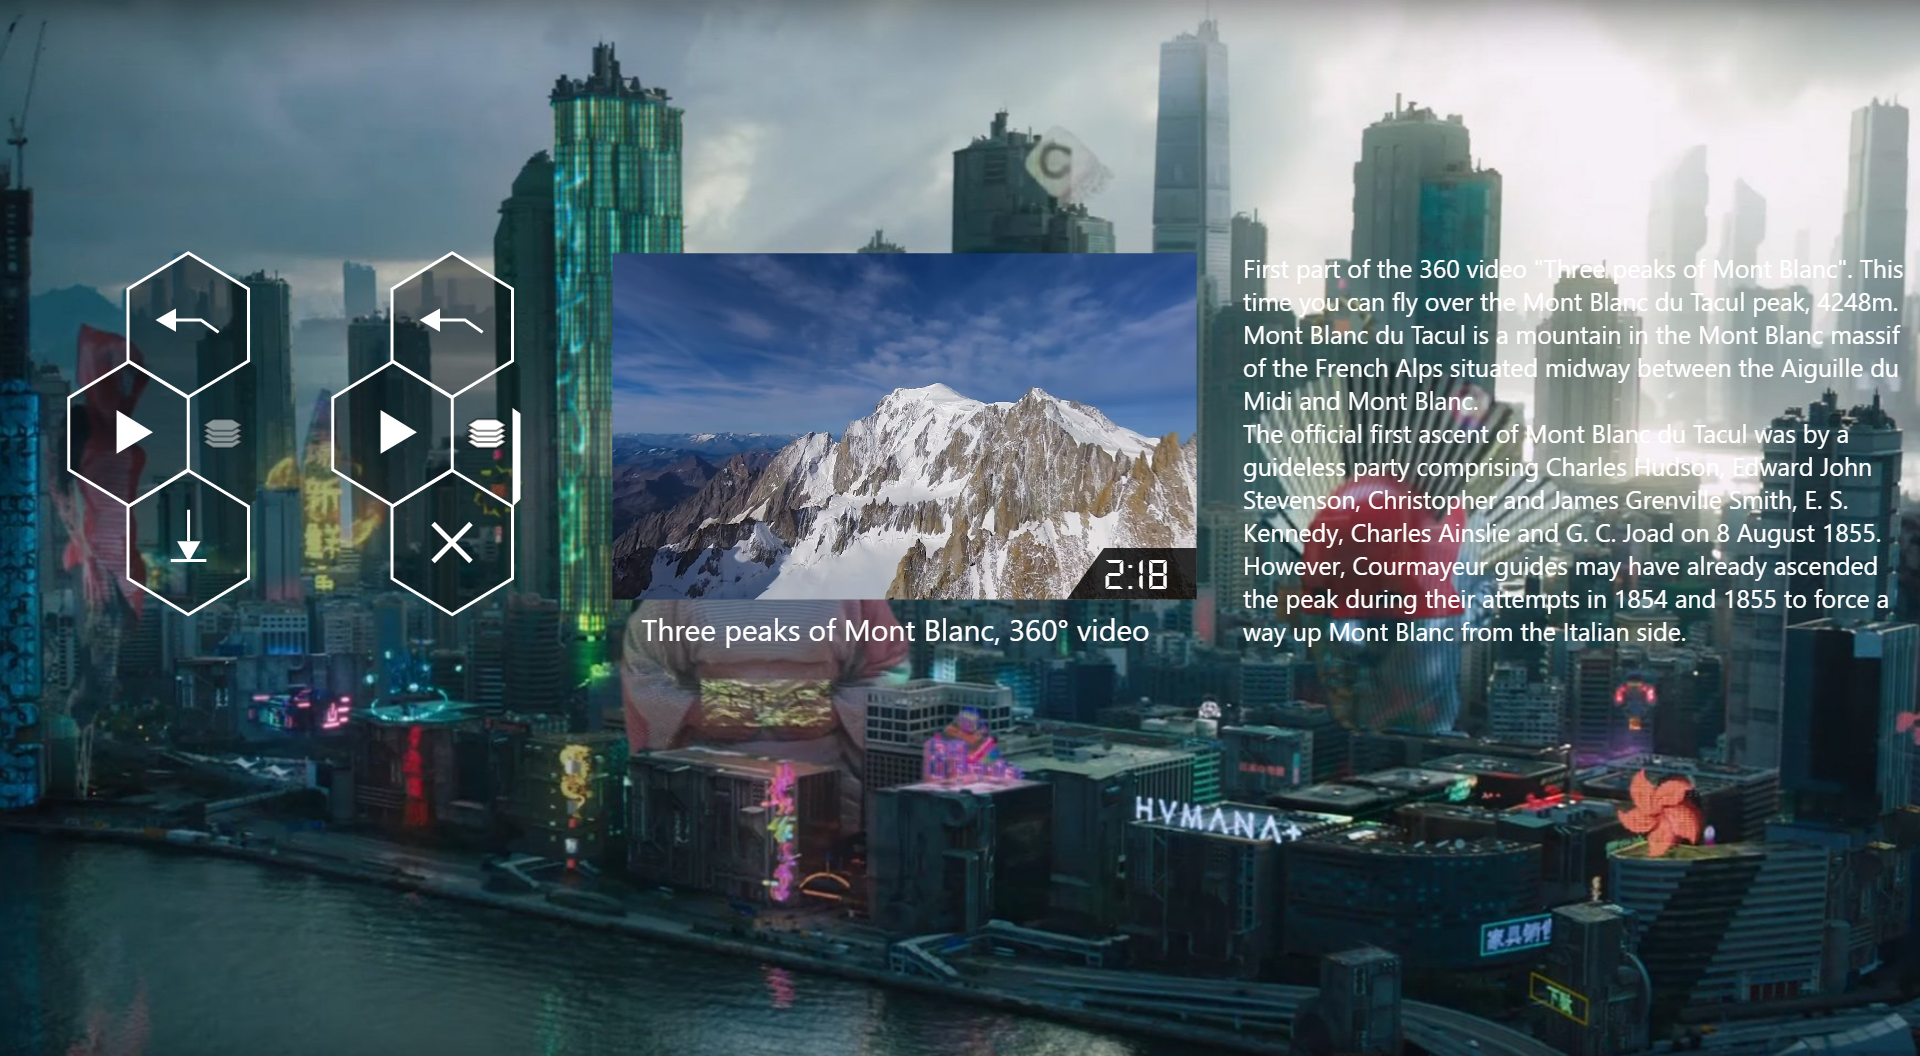 C
First part of the 360 video "Three peaks of Mont Blanc". This
time you can fly over the Mont Blanc du Tacul peak, 4248m.
Mont Blanc du Tacul is a mountain in the Mont Blanc massif
of the French Alps situated midway between the Aiguille du
Midi and Mont Blanc.
The official first ascent of Mont Blanc du Tacul was by a
guideless party comprising Charles Hudson, Edward John
Stevenson, Christopher and James Grenville Smith, E. S.
Kennedy, Charles Ainslie and G. C. Joad on 8 August 1855.
However, Courmayeur guides may have already ascended
the peak during their attempts in 1854 and 1855 to force a
way up Mont Blanc from the Italian side.
2:18
Three peaks of Mont Blanc, 360° video
新
HVMANA+
家具销售